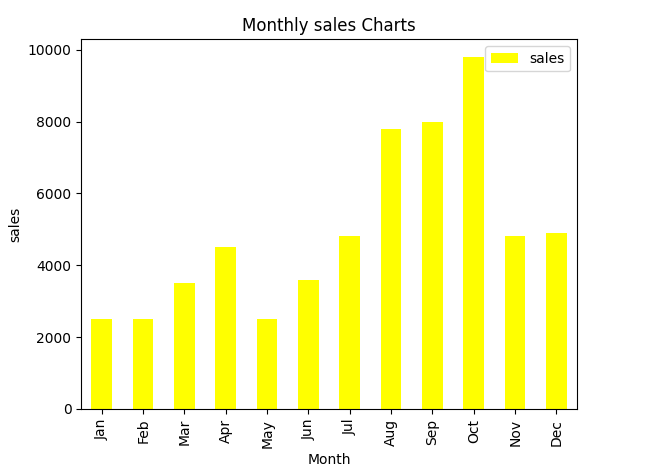 Monthly sales Charts
sales
10000
8000
6000
4000
2000
0
sales
Jan Feb Mar Apr May Jun Jul Aug Sep Oct Nov Dec
Month